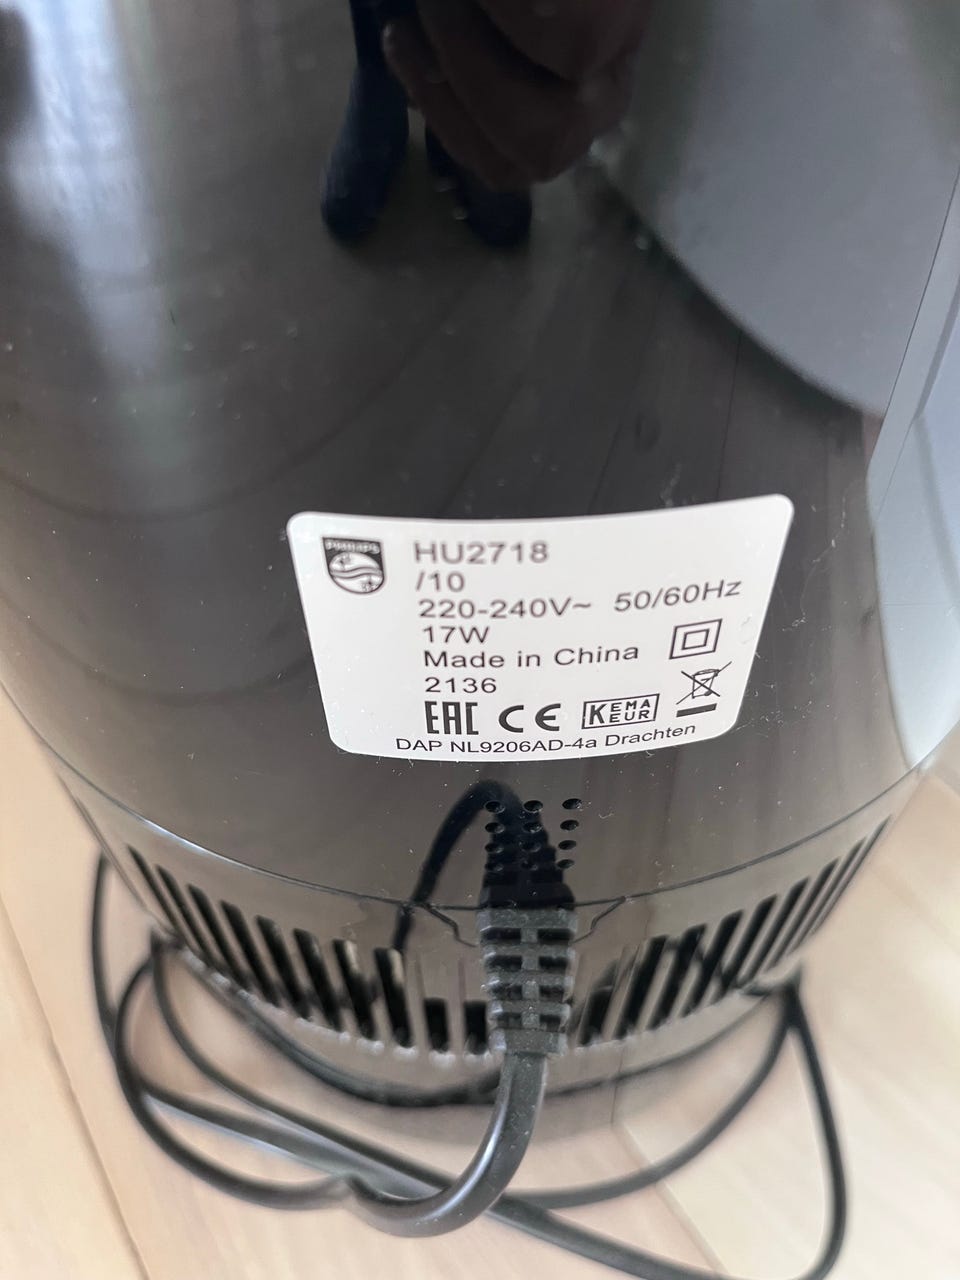 PHILIPS
HU2718
/10
220-240V~ 50/60Hz
17W
Made in China
2136
EAC CE KEMA KEUR
DAP NL9206AD-4a Drachten